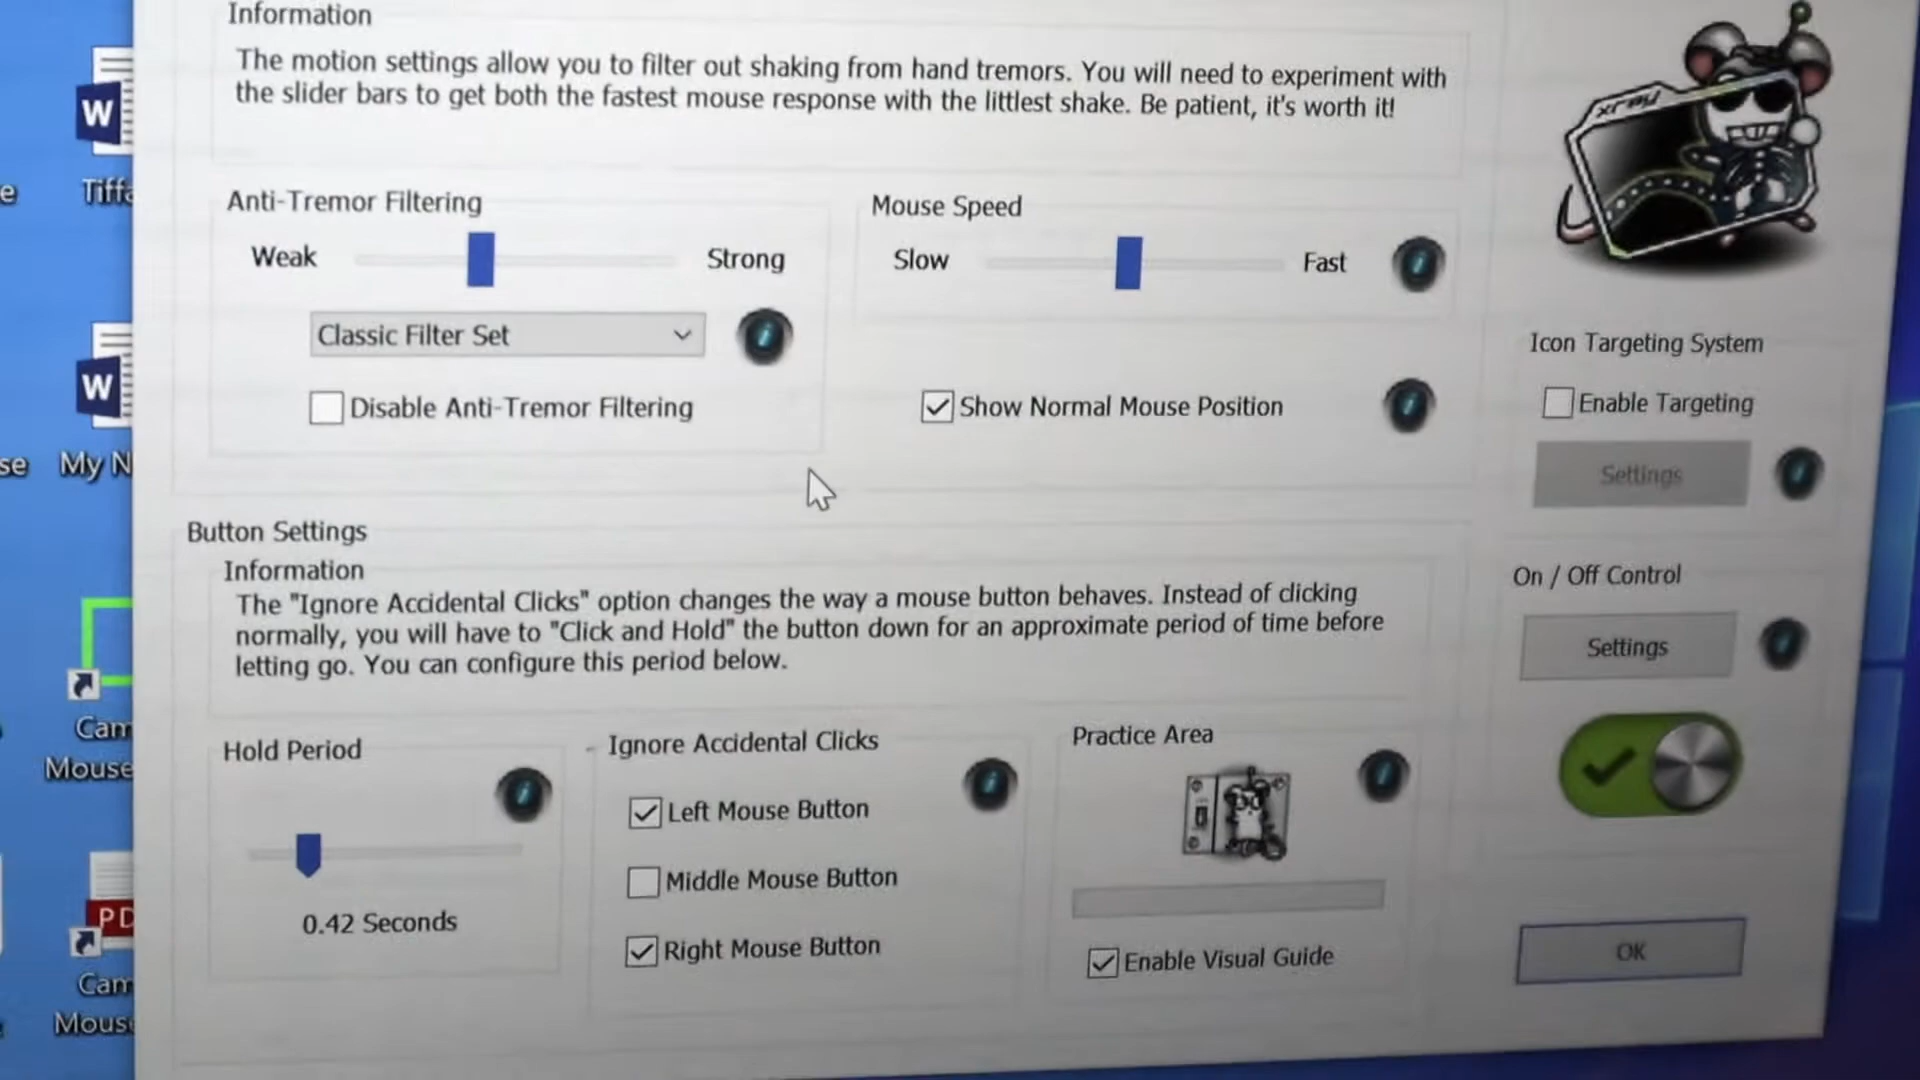 Information
The motion settings allow you to filter out shaking from hand tremors. You will need to experiment with
the slider bars to get both the fastest mouse response with the littlest shake. Be patient, it's worth it!
xray
W
Tiffa
e
Anti-Tremor Filtering
Weak
Strong
Classic Filter Set
Disable Anti-Tremor Filtering
Mouse Speed
Slow
Fast
Show Normal Mouse Position
Icon Targeting System
Enable Targeting
Settings
W
My N
se
Button Settings
Information
The "Ignore Accidental Clicks" option changes the way a mouse button behaves. Instead of clicking
normally, you will have to "Click and Hold" the button down for an approximate period of time before
letting go. You can configure this period below.
On / Off Control
Settings
Cam
Mouse
Hold Period
0.42 Seconds
Ignore Accidental Clicks
Left Mouse Button
Middle Mouse Button
Right Mouse Button
Practice Area
Enable Visual Guide
OK
PD
Cam
Mouse